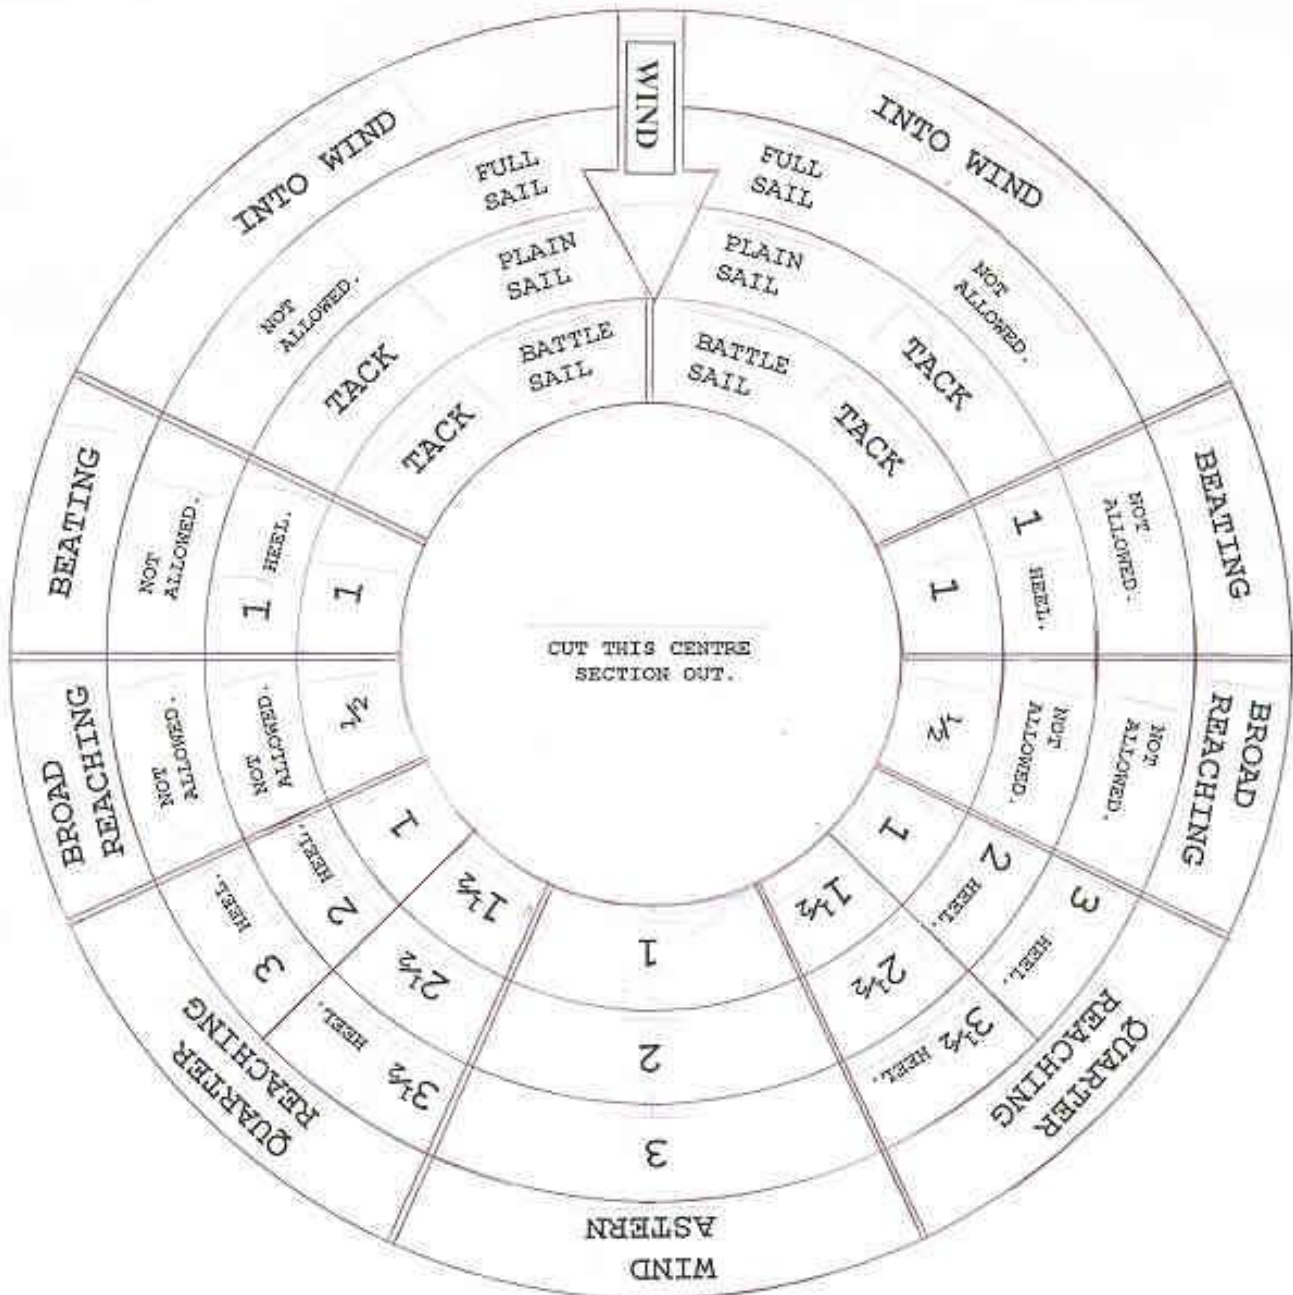 WIND
INTO WIND
FULL
SAIL
NOT
ALLOWED.
PLAIN
SAIL
TACK
BATTLE
SAIL
TACK
BEATING
NOT
ALLOWED.
1 HEEL.
1
BROAD
REACHING
NOT
ALLOWED.
NOT
ALLOWED.
½
QUARTER
REACHING
3 HEEL.
2 HEEL.
1
3½ HEEL.
2½
1½
WIND
ASTERN
3
2
1
QUARTER
REACHING
3 HEEL.
2 HEEL.
1
3½ HEEL.
2½
1½
BROAD
REACHING
NOT
ALLOWED.
NOT
ALLOWED.
½
BEATING
NOT
ALLOWED.
1 HEEL.
1
INTO WIND
FULL
SAIL
NOT
ALLOWED.
PLAIN
SAIL
TACK
BATTLE
SAIL
TACK
CUT THIS CENTRE
SECTION OUT.